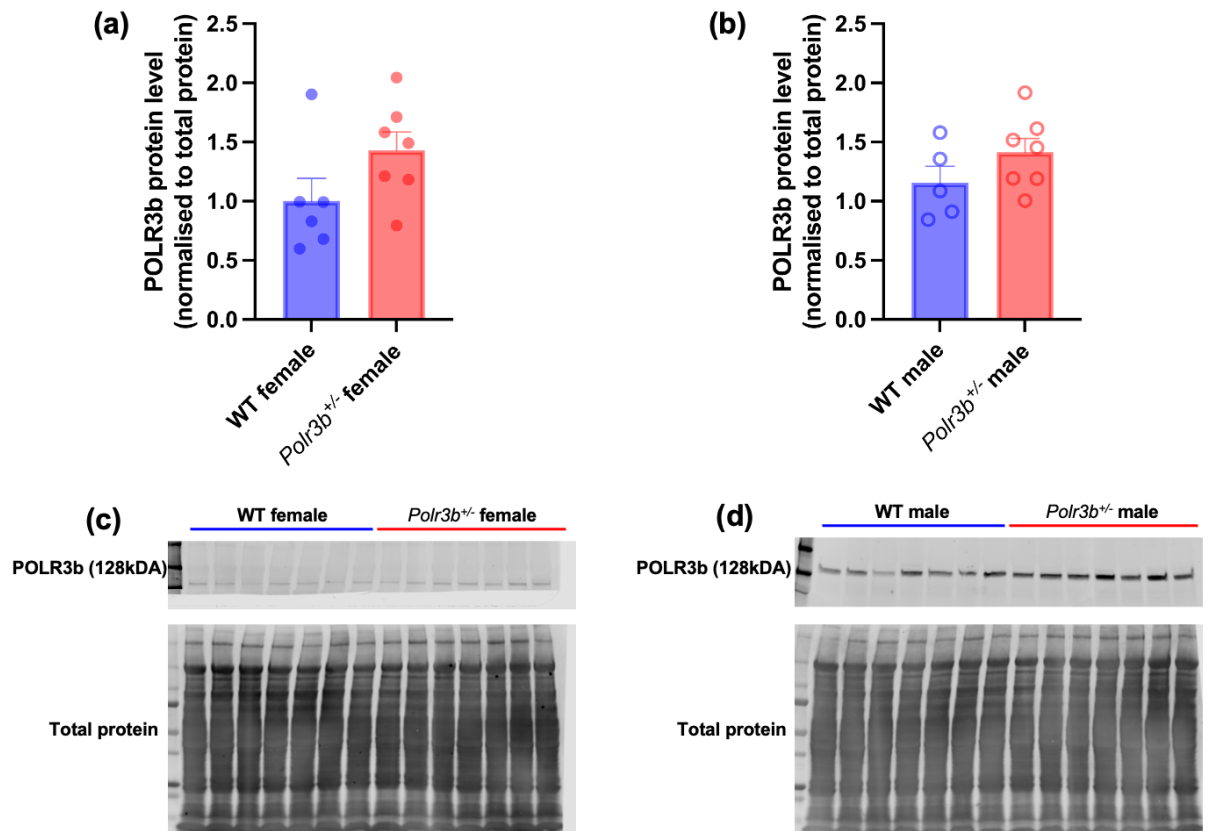 (a)
POLR3b protein level
(normalised to total protein)
2.5
2.0
1.5
1.0
0.5
0.0
WT female
Polr3b+/- female
(b)
POLR3b protein level
(normalised to total protein)
2.5
2.0
1.5
1.0
0.5
0.0
WT male
Polr3b+/- male
(c)
WT female
Polr3b+/- female
POLR3b (128kDA)
Total protein
(d)
WT male
Polr3b+/- male
POLR3b (128kDA)
Total protein